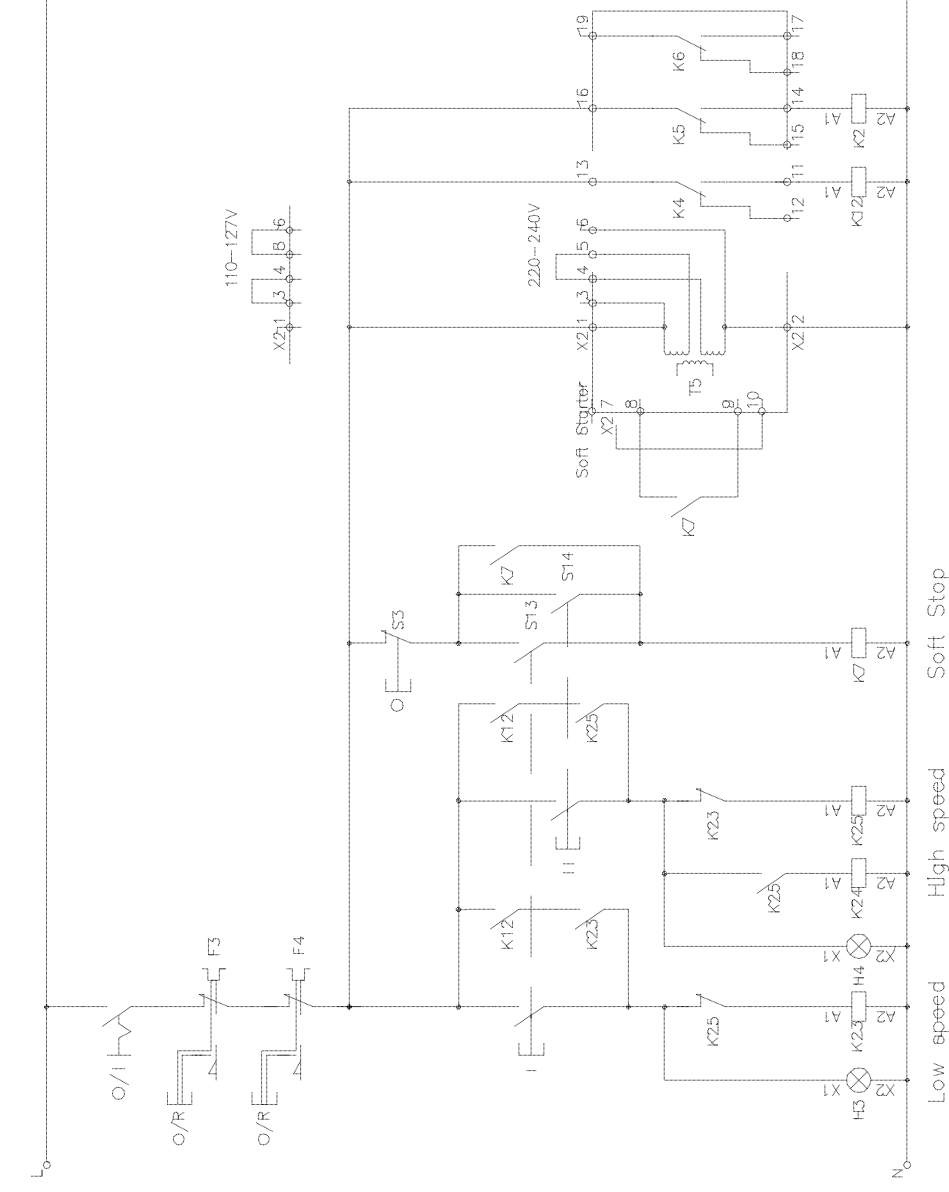 L
N
O/I
O/R
F3
O/R
F4
I
K12
K23
II
K12
K25
O
S3
S13
K7
S14
K25
K25
K23
X1
H3
X2
A1
K23
A2
X1
H4
X2
A1
K24
A2
A1
K25
A2
A1
K7
A2
Low speed
High speed
Soft Stop
110-127V
X2.1
3
4
8
6
Soft Starter
220-240V
X2.1
3
4
5
6
X2.7
8
9
10
K7
T5
X2.2
13
K4
12
11
16
K5
15
14
19
K6
18
17
A1
K12
A2
A1
K2
A2